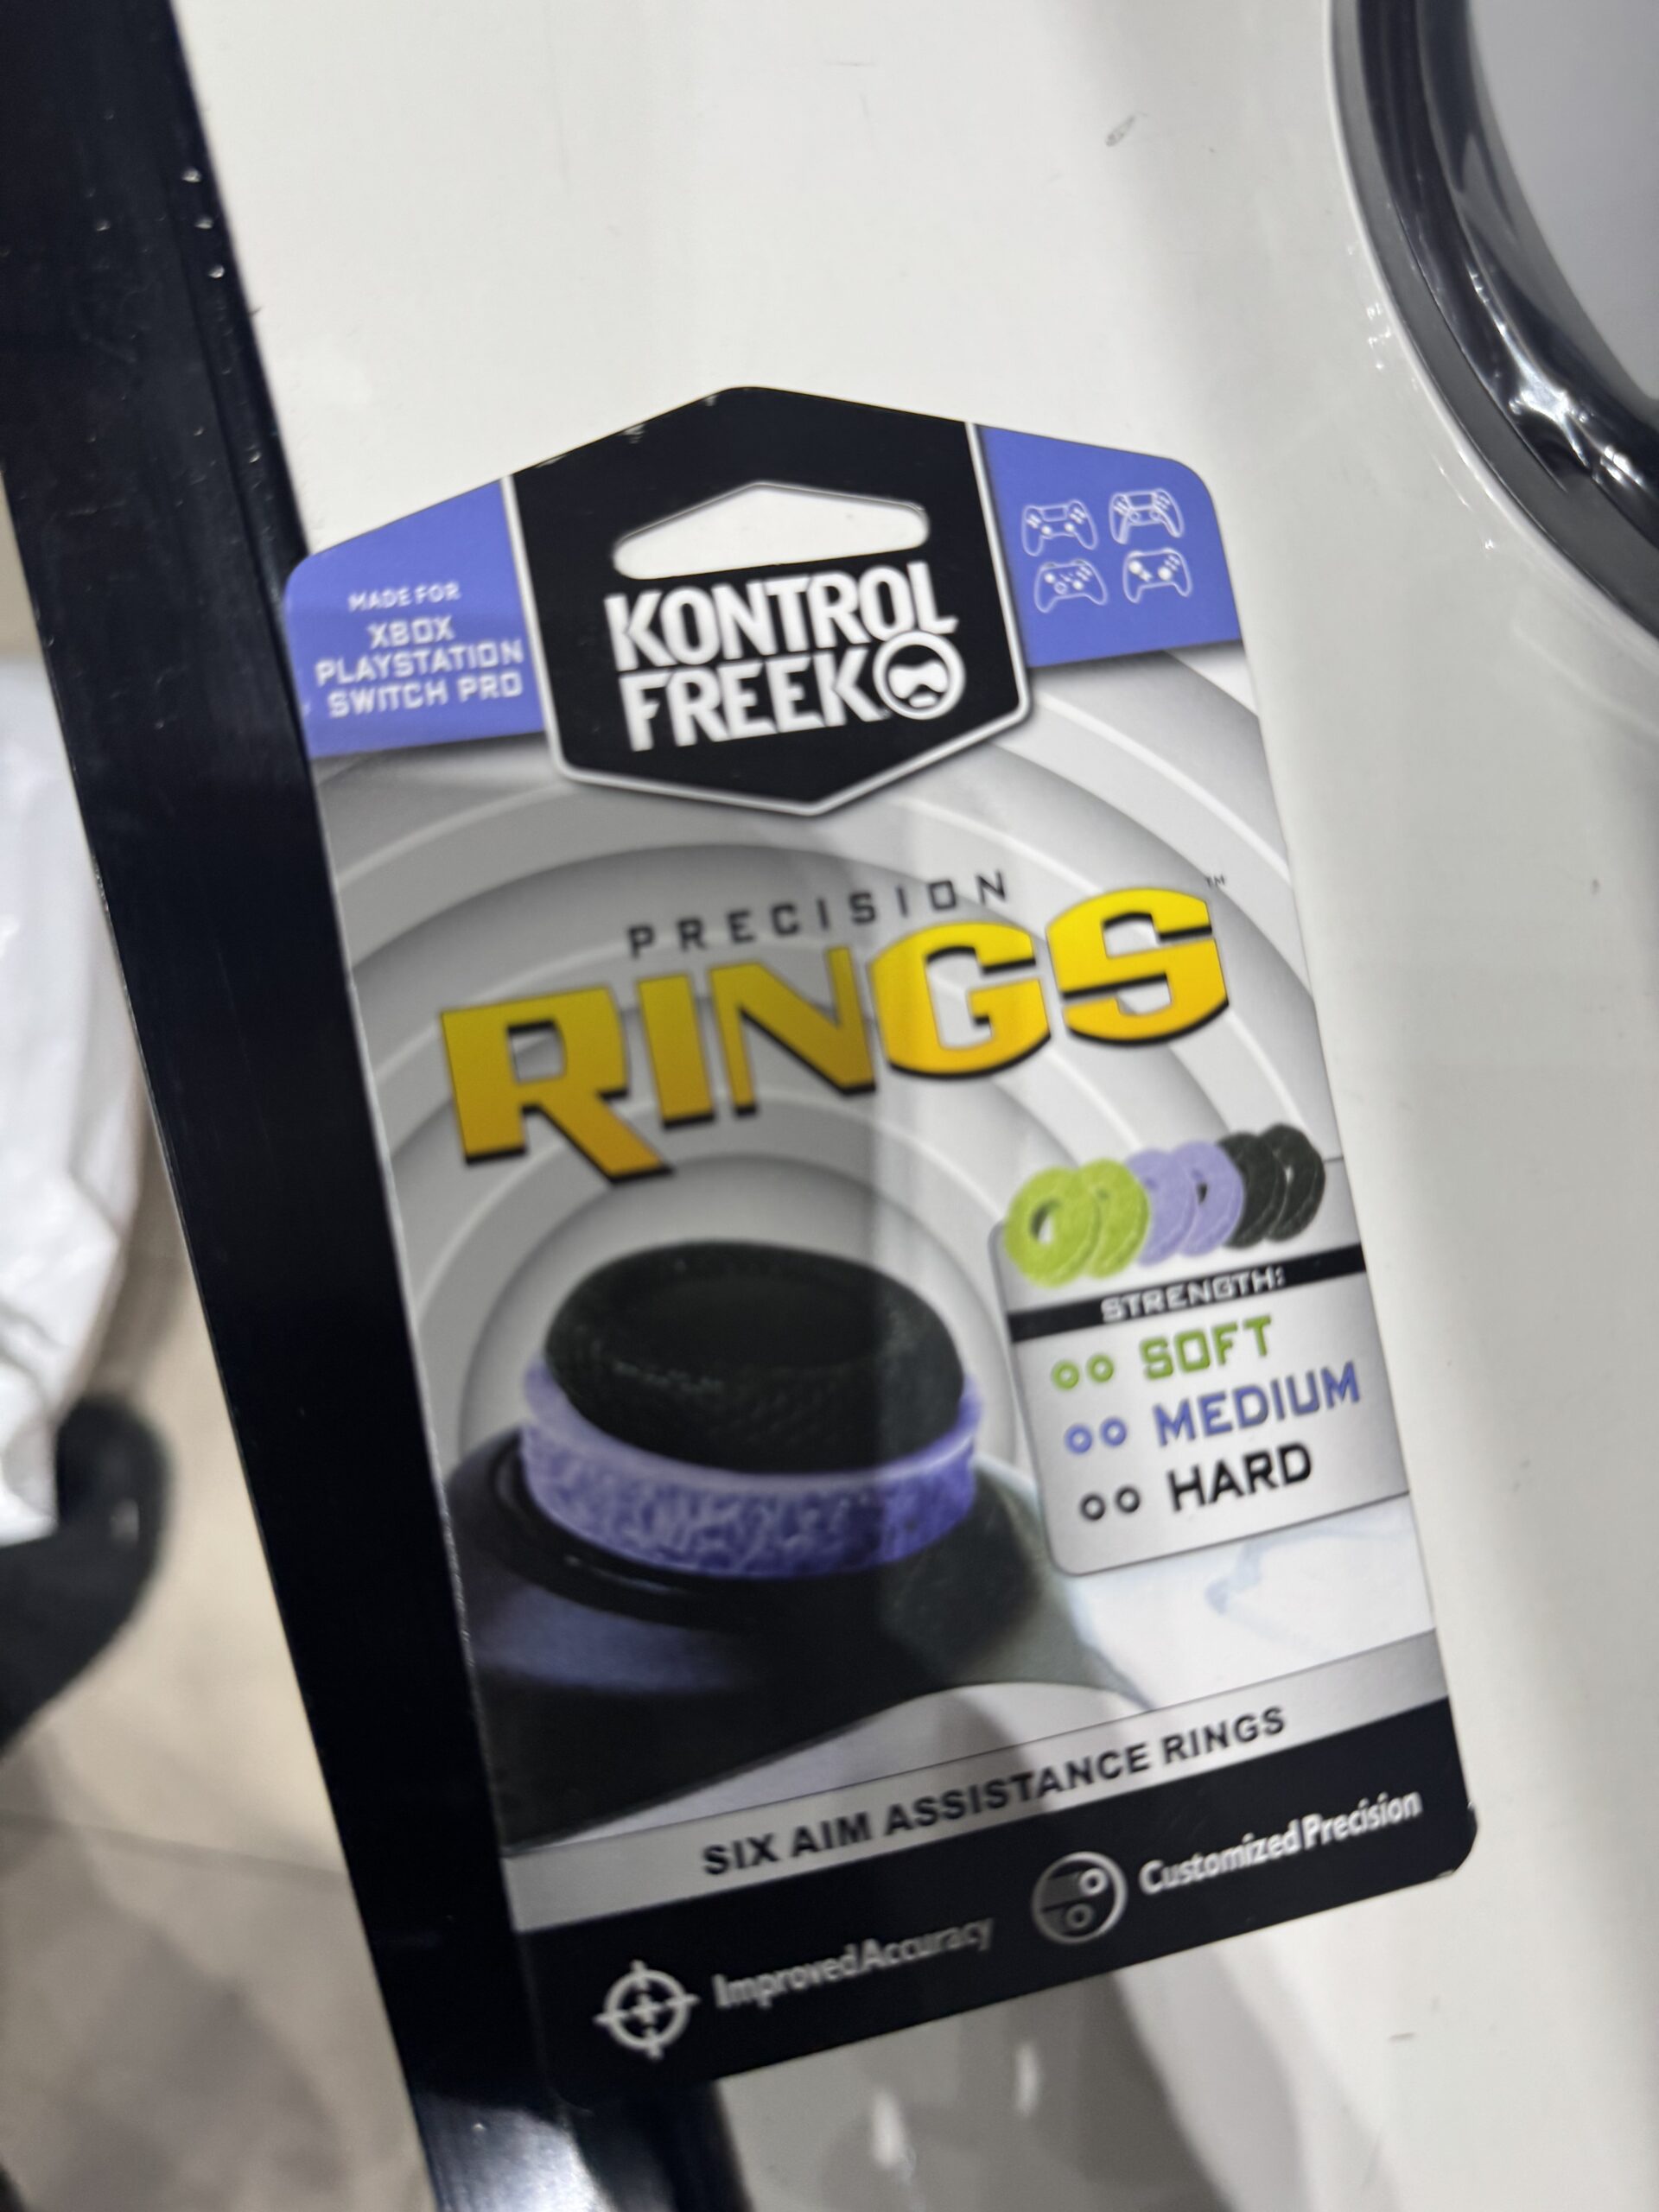 MADE FOR
XBOX
PLAYSTATION
SWITCH PRO
KONTROL
FREEK
PRECISION
RINGS™
STRENGTH:
SOFT
MEDIUM
HARD
SIX AIM ASSISTANCE RINGS
Improved Accuracy
Customized Precision